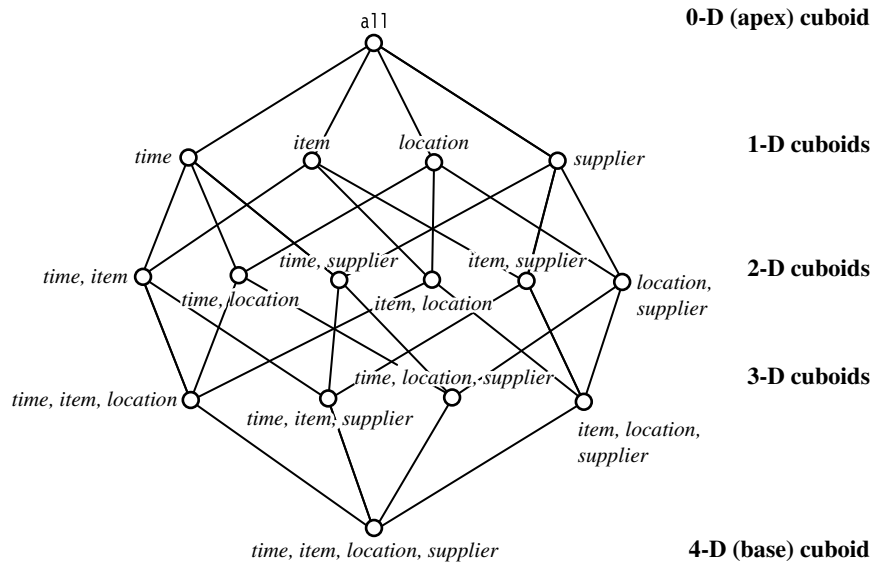 all
0-D (apex) cuboid
time
item
location
supplier
1-D cuboids
time, item
time, location
time, supplier
item, location
item, supplier
location,
supplier
2-D cuboids
time, item, location
time, item, supplier
time, location, supplier
item, location,
supplier
3-D cuboids
time, item, location, supplier
4-D (base) cuboid